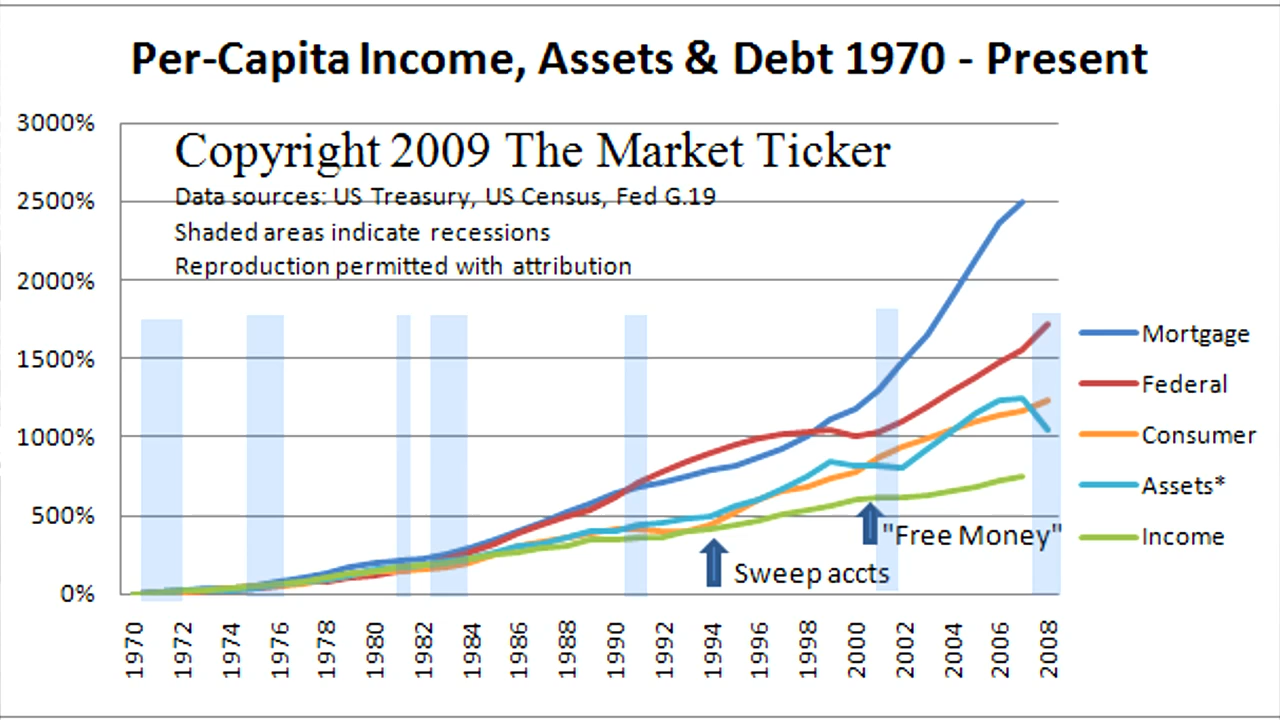 Per-Capita Income, Assets & Debt 1970 - Present
3000%
Copyright 2009 The Market Ticker
Data sources: US Treasury, US Census, Fed G.19
2500%
Shaded areas indicate recessions
Reproduction permitted with attribution
2000%
1500%
1000%
500%
0%
Mortgage
Federal
Consumer
Assets*
Income
"Free Money"
Sweep accts
1970 1972 1974 1976 1978 1980 1982 1984 1986 1988 1990 1992 1994 1996 1998 2000 2002 2004 2006 2008